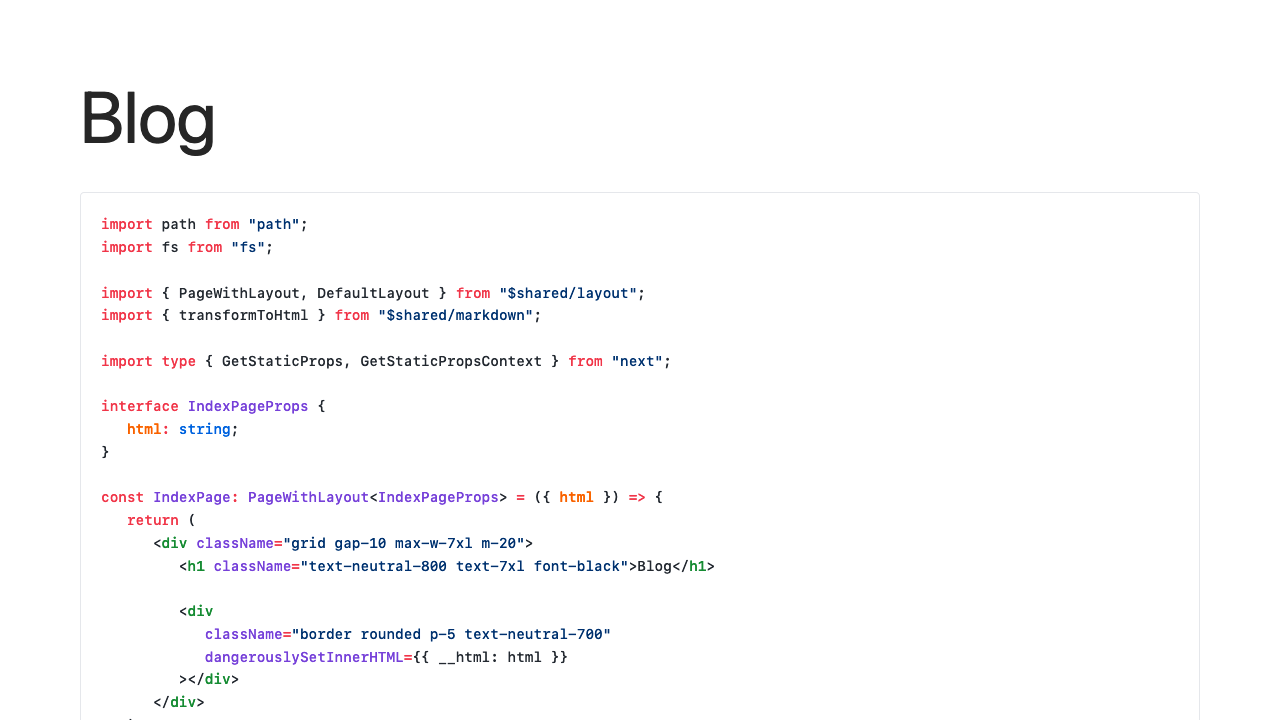 Blog
import path from "path";
import fs from "fs";
import { PageWithLayout, DefaultLayout } from "$shared/layout";
import { transformToHtml } from "$shared/markdown";
import type { GetStaticProps, GetStaticPropsContext } from "next";
interface IndexPageProps {
   html: string;
}
const IndexPage: PageWithLayout<IndexPageProps> = ({ html }) => {
   return (
      <div className="grid gap-10 max-w-7xl m-20">
         <h1 className="text-neutral-800 text-7xl font-black">Blog</h1>
         <div
            className="border rounded p-5 text-neutral-700"
            dangerouslySetInnerHTML={{ __html: html }}
         ></div>
      </div>